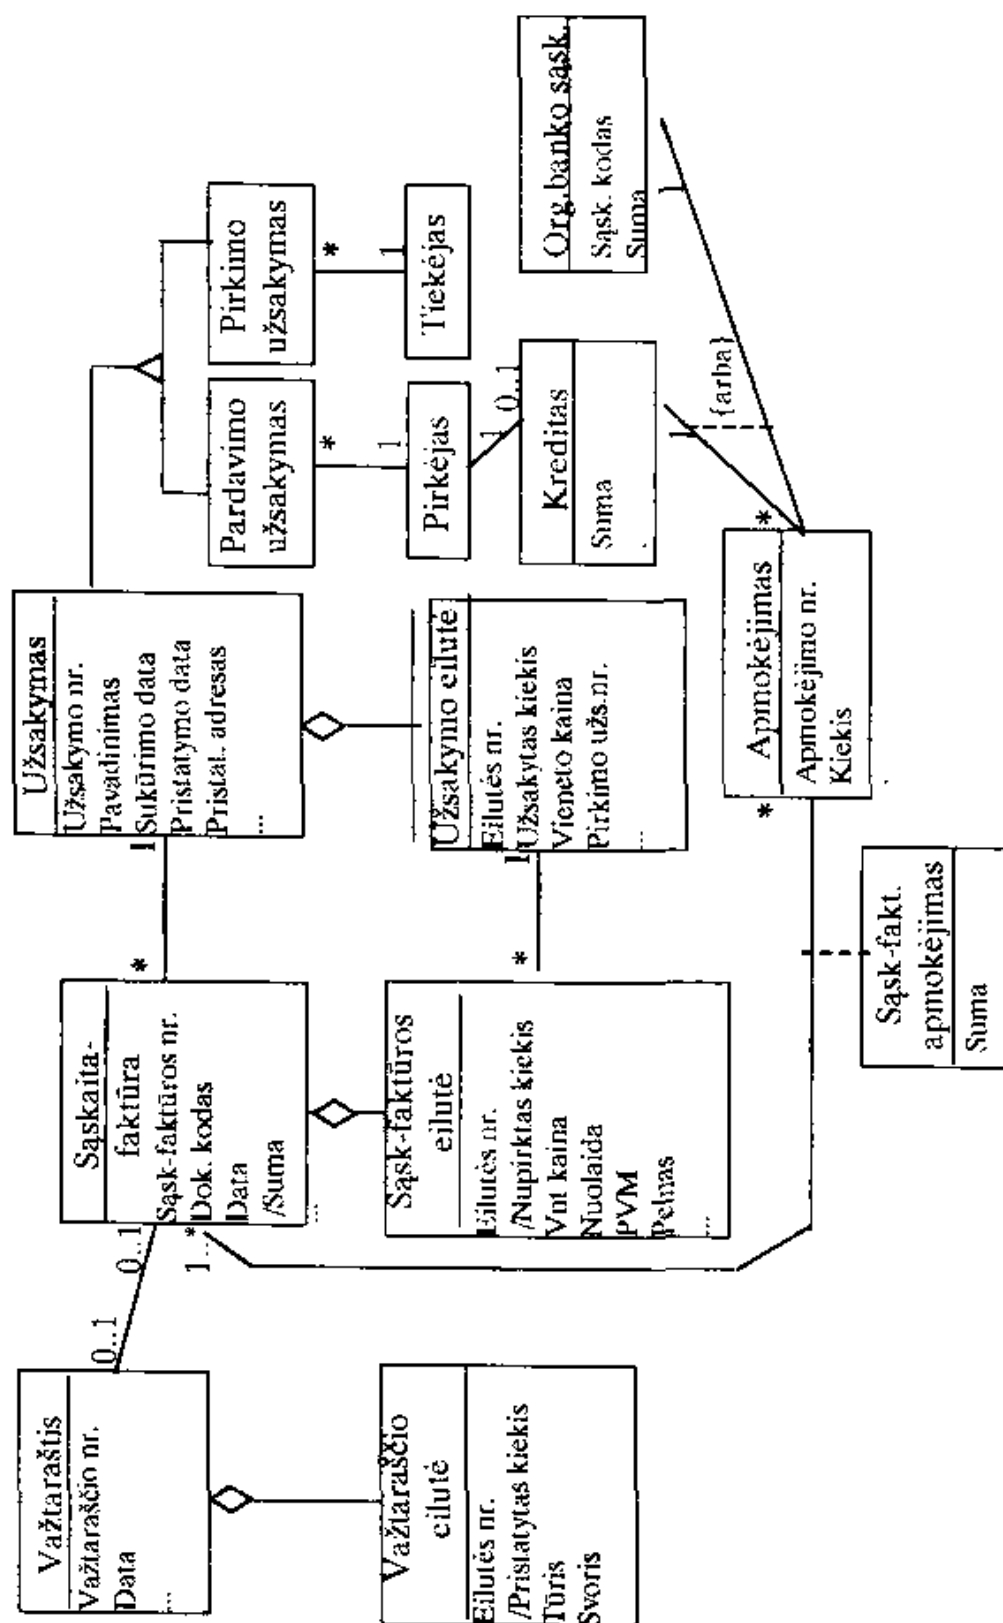 Važtaraštis
Važtaraščio nr.
Data
...
0..1
0..1
Sąskaita-
faktūra
Sąsk-faktūros nr.
Dok. kodas
Data
/Suma
...
1..*
*
1
Užsakymas
Užsakymo nr.
Pavadinimas
Sukūrimo data
Pristatymo data
Pristat. adresas
...
Pardavimo
užsakymas
Pirkimo
užsakymas
*
*
1
1
Pirkėjas
Tiekėjas
1
0..1
Važtaraščio
eilutė
Eilutės nr.
/Pristatytas kiekis
Tūris
Svoris
Sąsk-faktūros
eilutė
Eilutės nr.
/Nupirktas kiekis
Vnt kaina
Nuolaida
PVM
Pelnas
...
*
1
Užsakymo eilutė
Eilutės nr.
Užsakytas kiekis
Vieneto kaina
Pirkimo užs.nr.
...
Kreditas
Suma
Org.banko sąsk.
Sąsk. kodas
Suma
1
1
{arba}
*
*
Apmokėjimas
Apmokėjimo nr.
Kiekis
Sąsk-fakt.
apmokėjimas
Suma